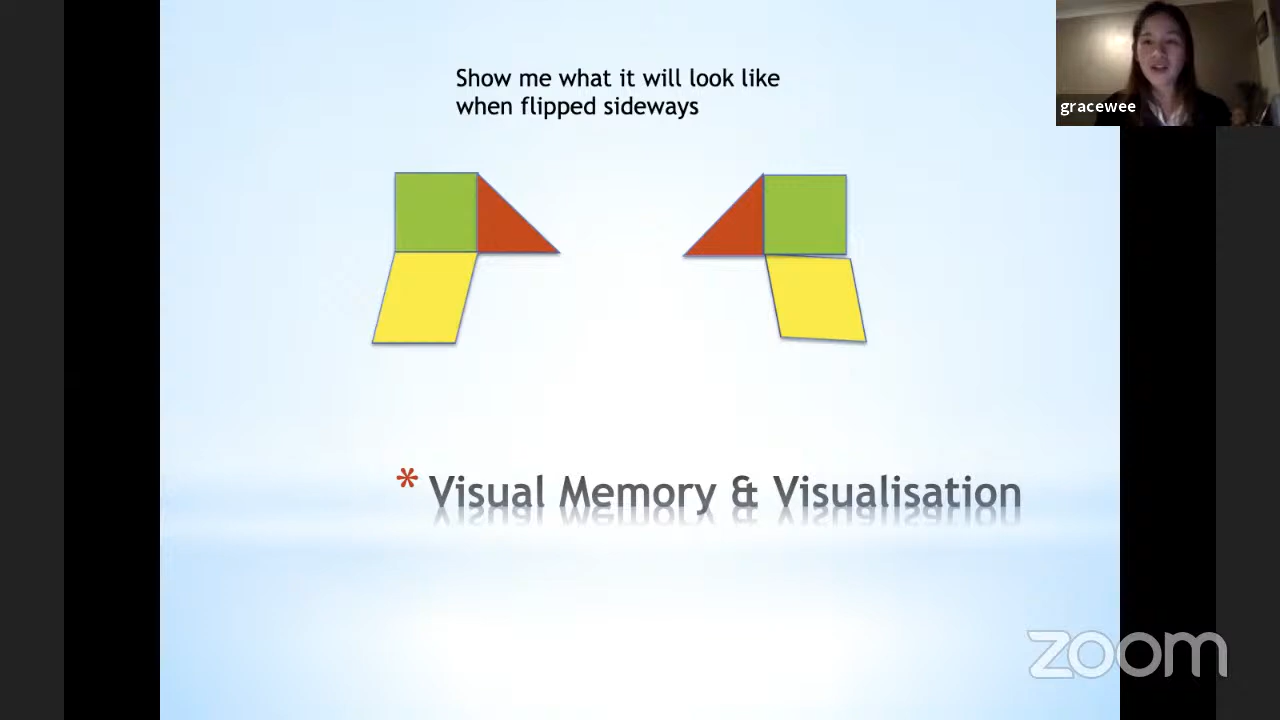 Show me what it will look like
when flipped sideways
gracewee
* Visual Memory & Visualisation
zoom